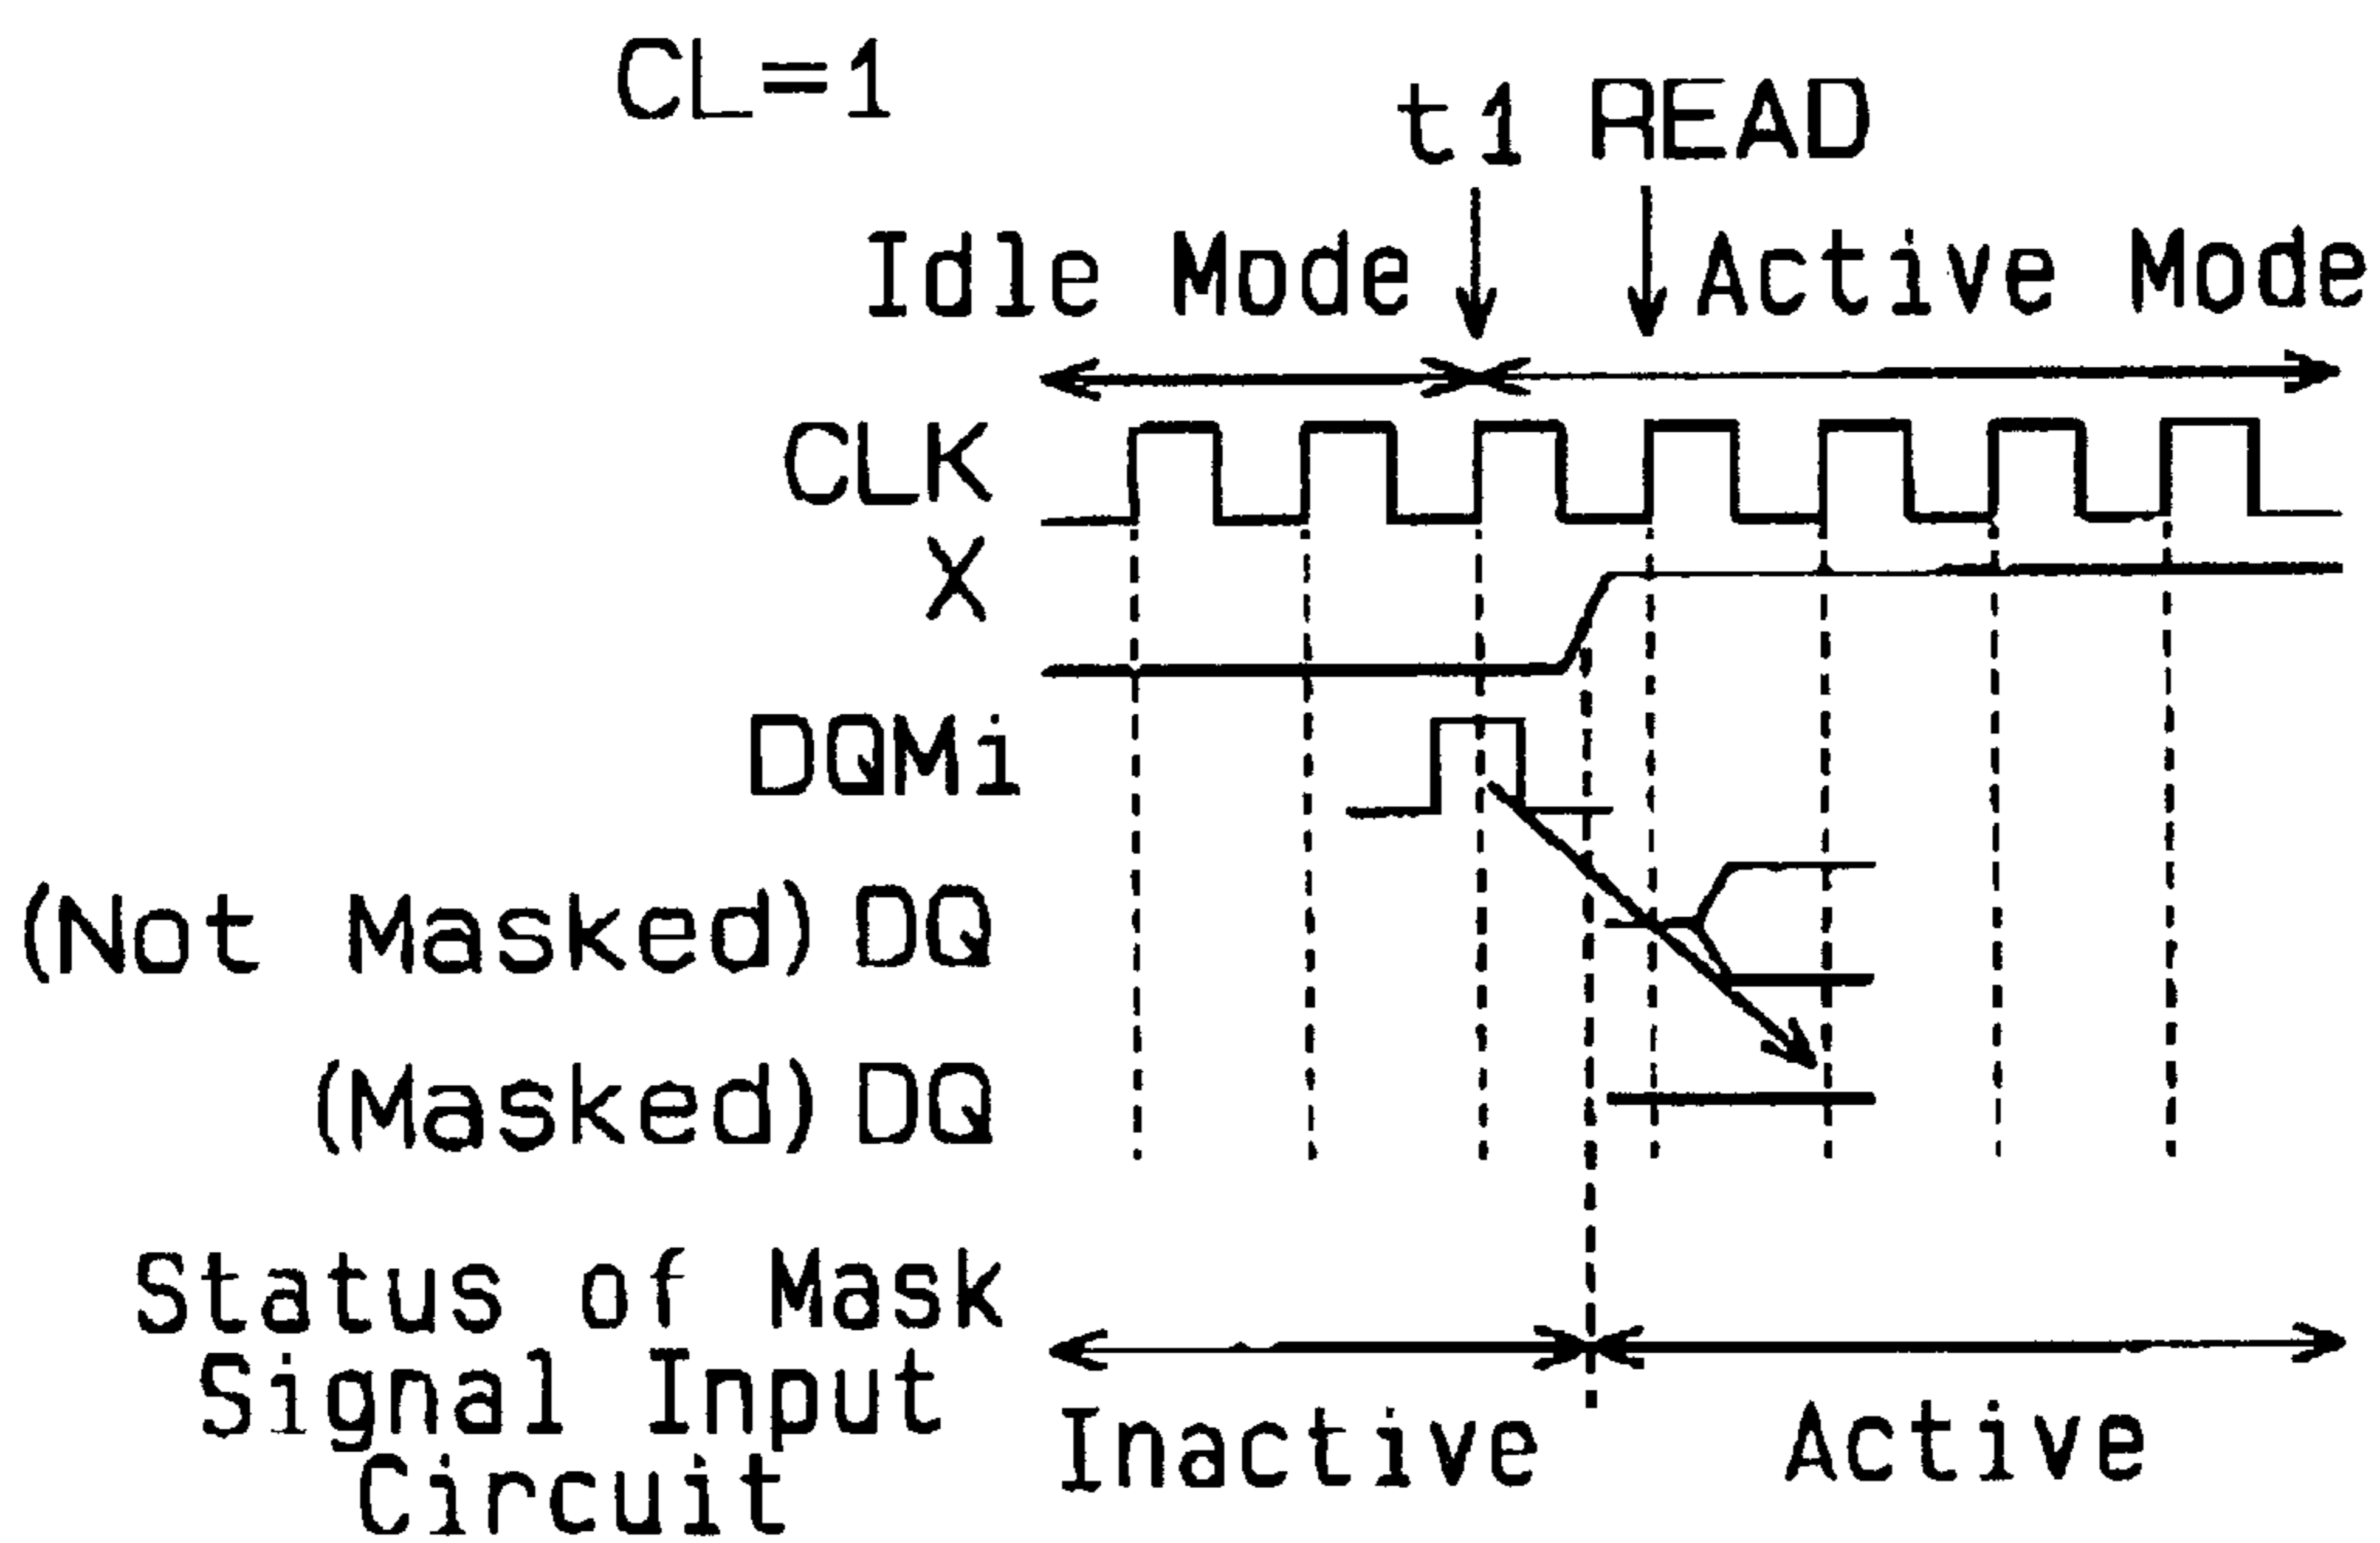 CL=1
t1 READ
Idle Mode Active Mode
CLK
X
DQMi
(Not Masked)DQ
(Masked)DQ
Status of Mask
Signal Input
Circuit
Inactive Active